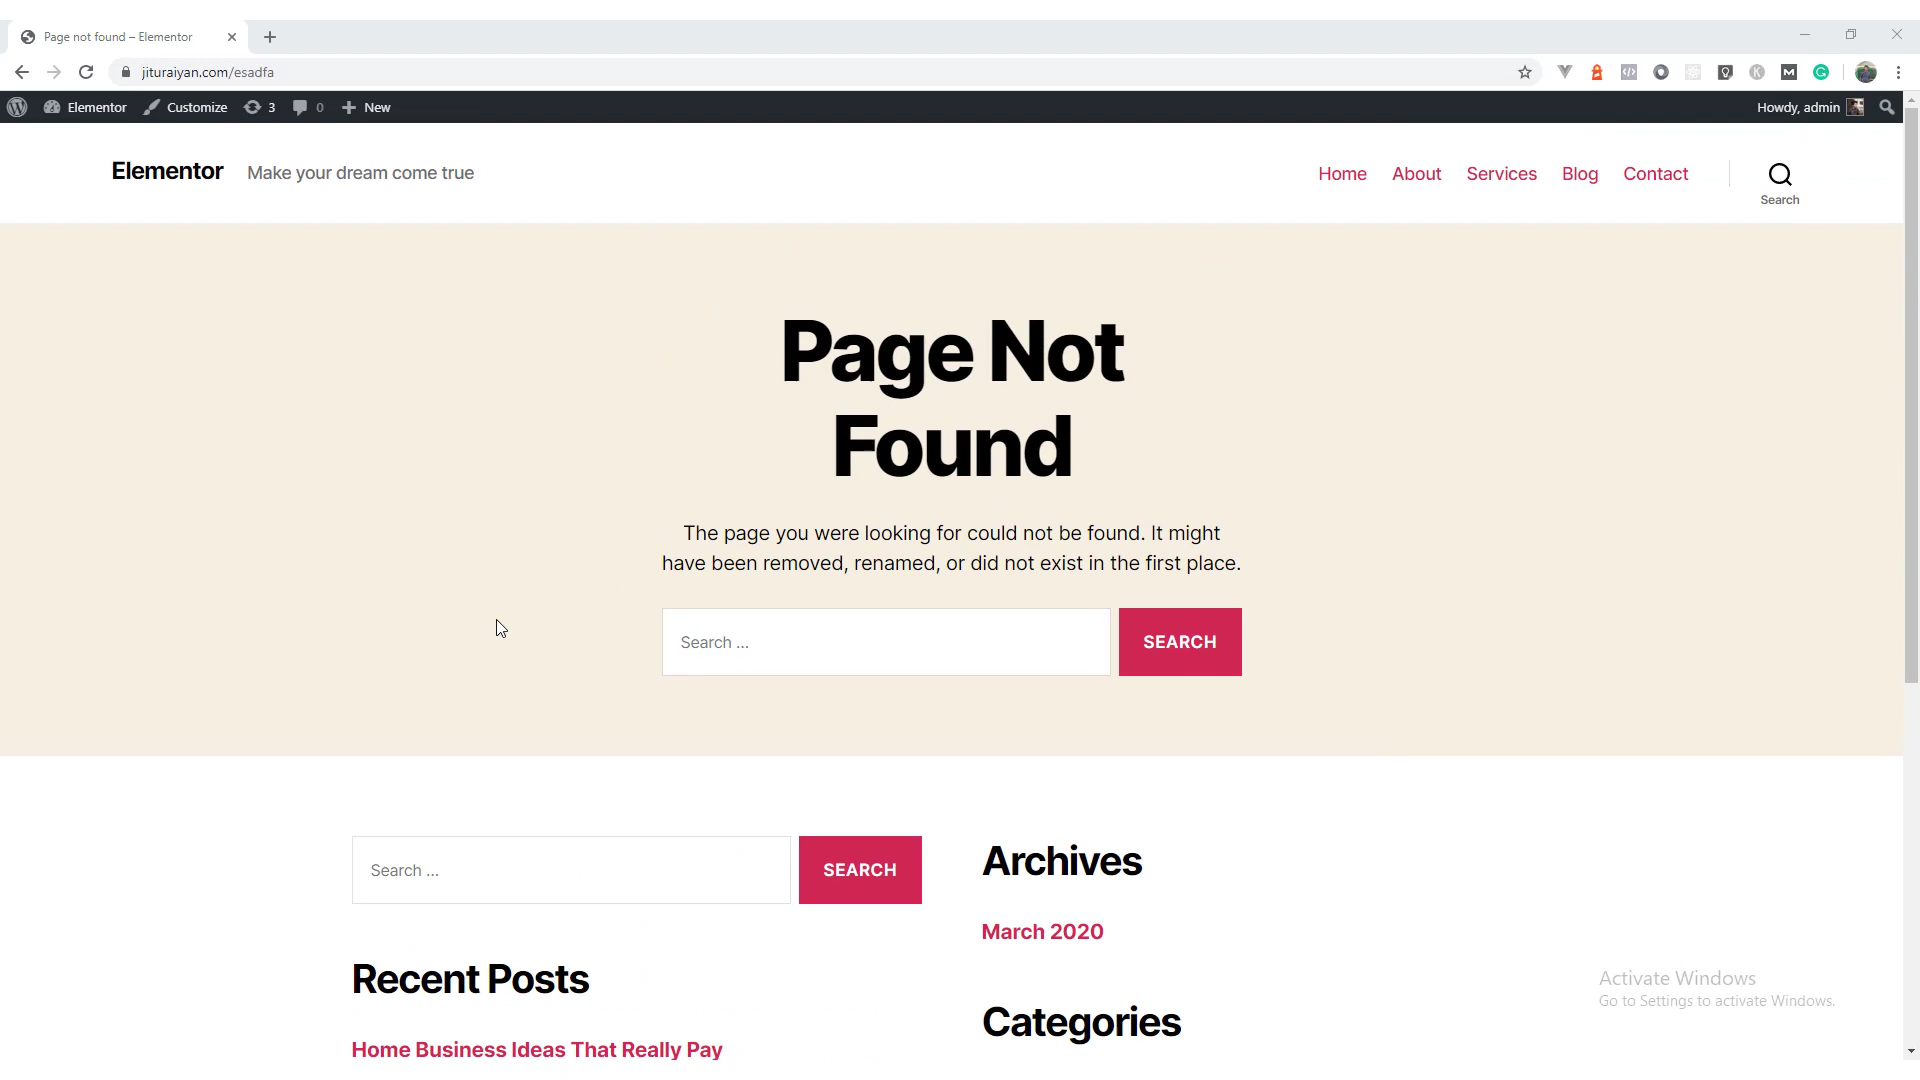 Page not found – Elementor
jituraiyan.com/esadfa
Elementor Customize 3 0 New Howdy, admin
Elementor Make your dream come true Home About Services Blog Contact
Search
Page Not
Found
The page you were looking for could not be found. It might
have been removed, renamed, or did not exist in the first place.
Search ... SEARCH
Search ... SEARCH
Archives
March 2020
Recent Posts
Categories
Home Business Ideas That Really Pay
Activate Windows
Go to Settings to activate Windows.